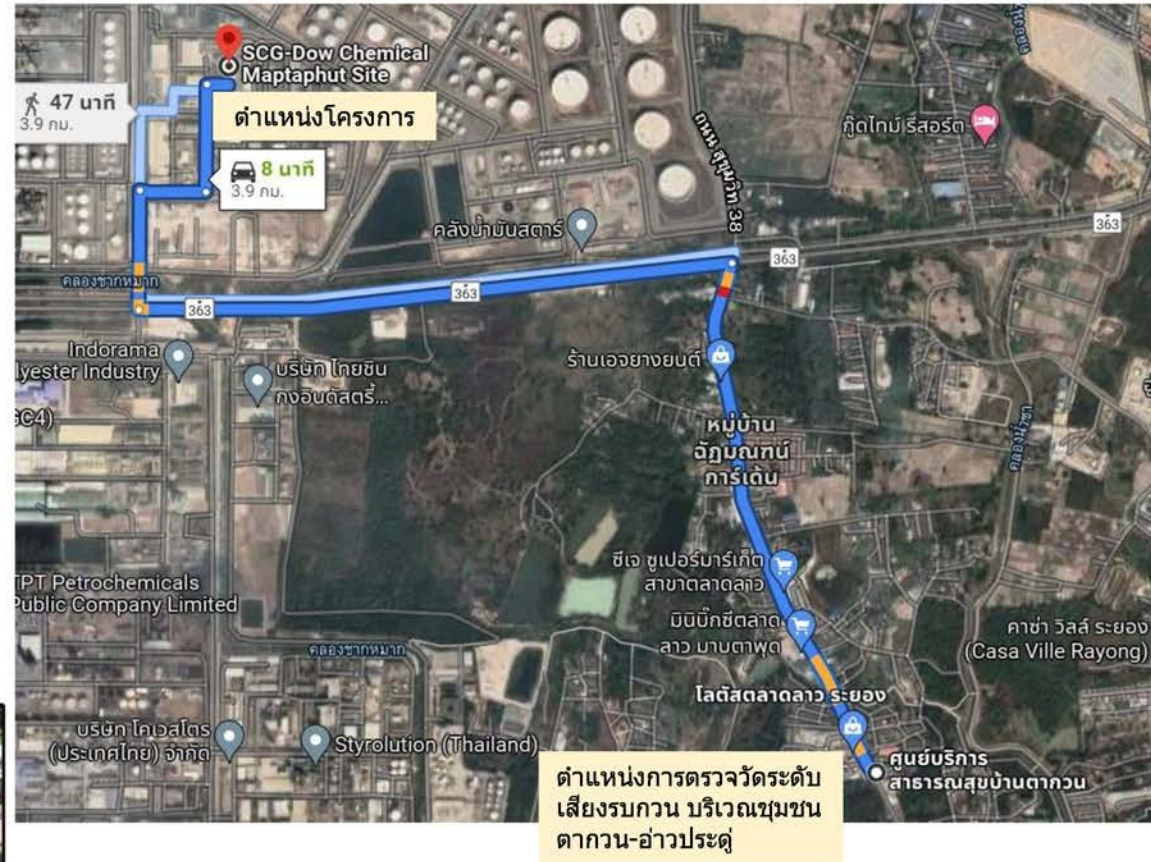 SCG-Dow Chemical
Maptaphut Site
47 นาที
3.9 กม.
ตำแหน่งโครงการ
8 นาที
3.9 กม.
ถนน สุขุมวิท 38
กู๊ดไทม์ รีสอร์ต
คลังน้ำมันสตาร์
363
363
363
363
คลองชากหมาก
Indorama
lyester Industry
บริษัท ไทยชิน
กงอินดัสตรี้...
GC4)
ร้านเอจยางยนต์
หมู่บ้าน
ฉัฏมณฑน์
การ์เด้น
คลองน้ำชา
ซีเจ ซูเปอร์มาร์เก็ต
สาขาตลาดลาว
TPT Petrochemicals
Public Company Limited
มินิบิ๊กซีตลาด
ลาว มาบตาพุด
คาซ่า วิลล์ ระยอง
(Casa Ville Rayong)
คลองชากหมาก
โลตัสตลาดลาว ระยอง
บริษัท โคเวสโตร
(ประเทศไทย) จำกัด
Styrolution (Thailand)
ศูนย์บริการ
สาธารณสุขบ้านตากวน
ตำแหน่งการตรวจวัดระดับ
เสียงรบกวน บริเวณชุมชน
ตากวน-อ่าวประดู่